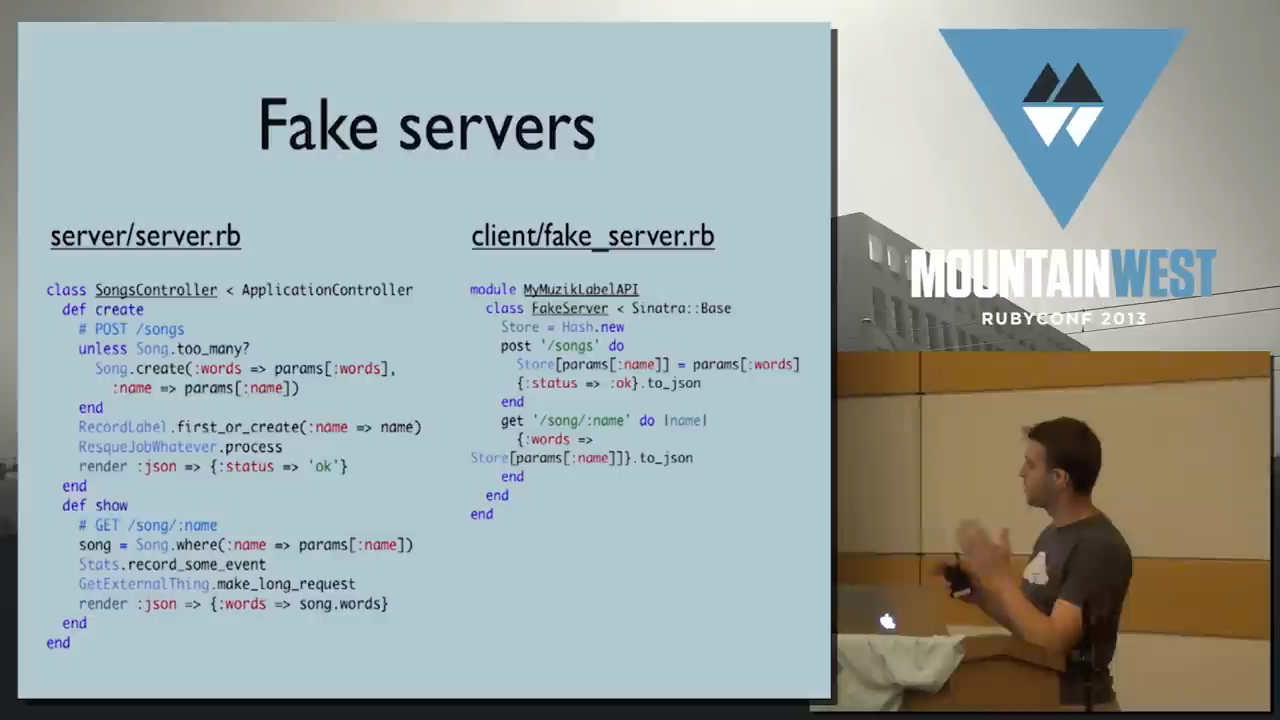 Fake servers
server/server.rb
class SongsController < ApplicationController
  def create
    # POST /songs
    unless Song.too_many?
      Song.create(:words => params[:words],
        :name => params[:name])
    end
    RecordLabel.first_or_create(:name => name)
    ResqueJobWhatever.process
    render :json => {:status => 'ok'}
  end
  def show
    # GET /song/:name
    song = Song.where(:name => params[:name])
    Stats.record_some_event
    GetExternalThing.make_long_request
    render :json => {:words => song.words}
  end
end
client/fake_server.rb
module MyMuzikLabelAPI
  class FakeServer < Sinatra::Base
    Store = Hash.new
    post '/songs' do
      Store[params[:name]] = params[:words]
      {:status => :ok}.to_json
    end
    get '/song/:name' do |name|
      {:words =>
Store[params[:name]]}.to_json
    end
  end
end
MOUNTAINWEST
RUBYCONF 2013